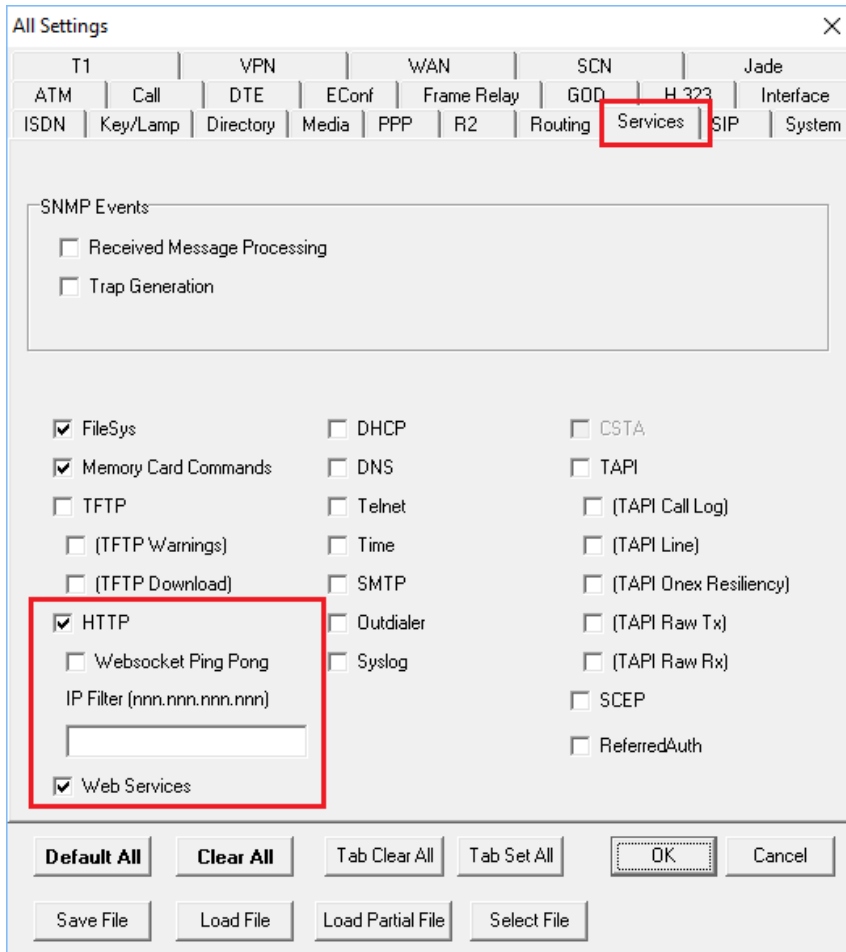 All Settings
T1 VPN WAN SCN Jade
ATM Call DTE EConf Frame Relay GOD H.323 Interface
ISDN Key/Lamp Directory Media PPP R2 Routing Services SIP System
SNMP Events
Received Message Processing
Trap Generation
FileSys DHCP CSTA
Memory Card Commands DNS TAPI
TFTP Telnet (TAPI Call Log)
(TFTP Warnings) Time (TAPI Line)
(TFTP Download) SMTP (TAPI Onex Resiliency)
HTTP Outdialer (TAPI Raw Tx)
Websocket Ping Pong Syslog (TAPI Raw Rx)
IP Filter (nnn.nnn.nnn.nnn) SCEP
ReferredAuth
Web Services
Default All Clear All Tab Clear All Tab Set All OK Cancel
Save File Load File Load Partial File Select File